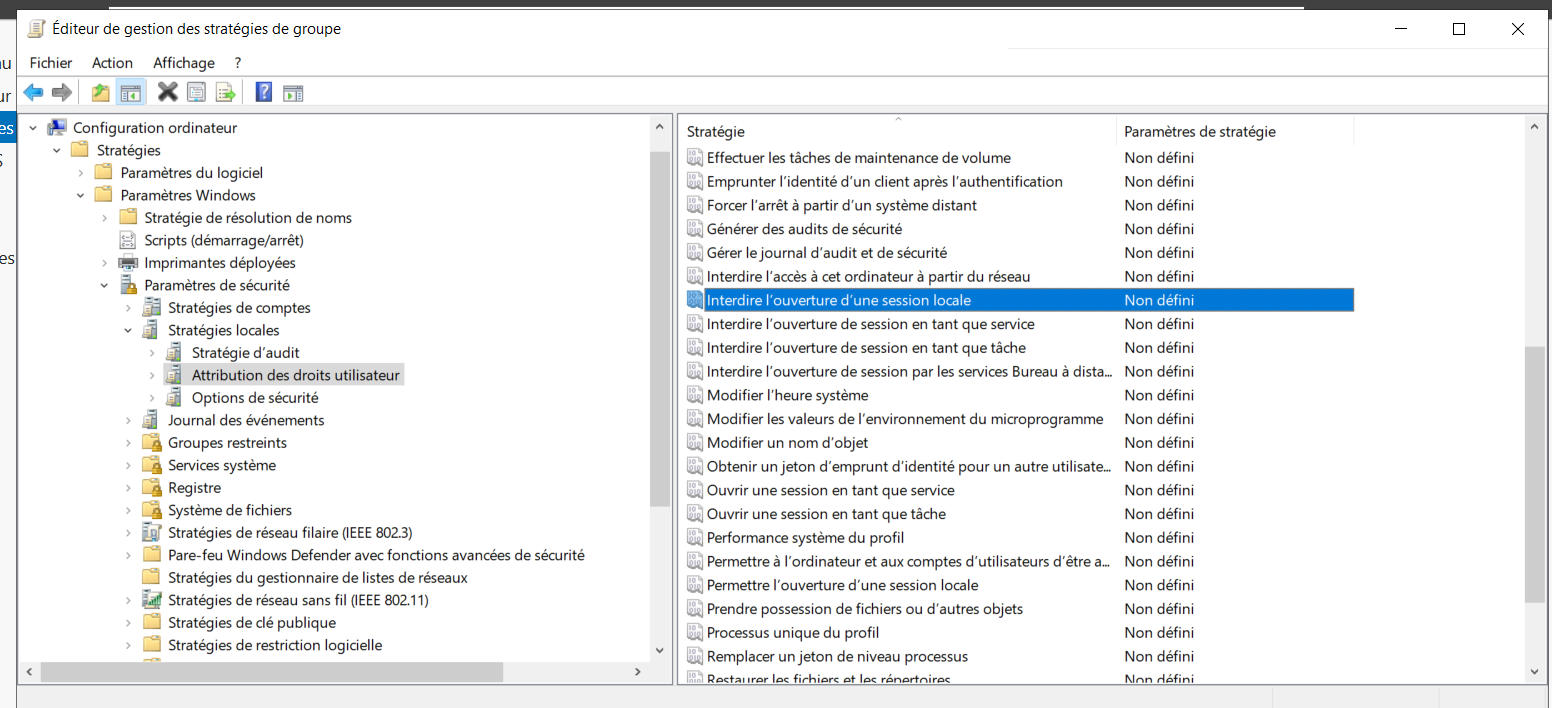 Éditeur de gestion des stratégies de groupe
Fichier Action Affichage ?
Configuration ordinateur
Stratégies
Paramètres du logiciel
Paramètres Windows
Stratégie de résolution de noms
Scripts (démarrage/arrêt)
Imprimantes déployées
Paramètres de sécurité
Stratégies de comptes
Stratégies locales
Stratégie d’audit
Attribution des droits utilisateur
Options de sécurité
Journal des événements
Groupes restreints
Services système
Registre
Système de fichiers
Stratégies de réseau filaire (IEEE 802.3)
Pare-feu Windows Defender avec fonctions avancées de sécurité
Stratégies du gestionnaire de listes de réseaux
Stratégies de réseau sans fil (IEEE 802.11)
Stratégies de clé publique
Stratégies de restriction logicielle
Stratégie Paramètres de stratégie
Effectuer les tâches de maintenance de volume Non défini
Emprunter l’identité d’un client après l’authentification Non défini
Forcer l’arrêt à partir d’un système distant Non défini
Générer des audits de sécurité Non défini
Gérer le journal d’audit et de sécurité Non défini
Interdire l’accès à cet ordinateur à partir du réseau Non défini
Interdire l’ouverture d’une session locale Non défini
Interdire l’ouverture de session en tant que service Non défini
Interdire l’ouverture de session en tant que tâche Non défini
Interdire l’ouverture de session par les services Bureau à dista... Non défini
Modifier l’heure système Non défini
Modifier les valeurs de l’environnement du microprogramme Non défini
Modifier un nom d’objet Non défini
Obtenir un jeton d’emprunt d’identité pour un autre utilisate... Non défini
Ouvrir une session en tant que service Non défini
Ouvrir une session en tant que tâche Non défini
Performance système du profil Non défini
Permettre à l’ordinateur et aux comptes d’utilisateurs d’être a... Non défini
Permettre l’ouverture d’une session locale Non défini
Prendre possession de fichiers ou d’autres objets Non défini
Processus unique du profil Non défini
Remplacer un jeton de niveau processus Non défini
Restaurer les fichiers et les répertoires Non défini